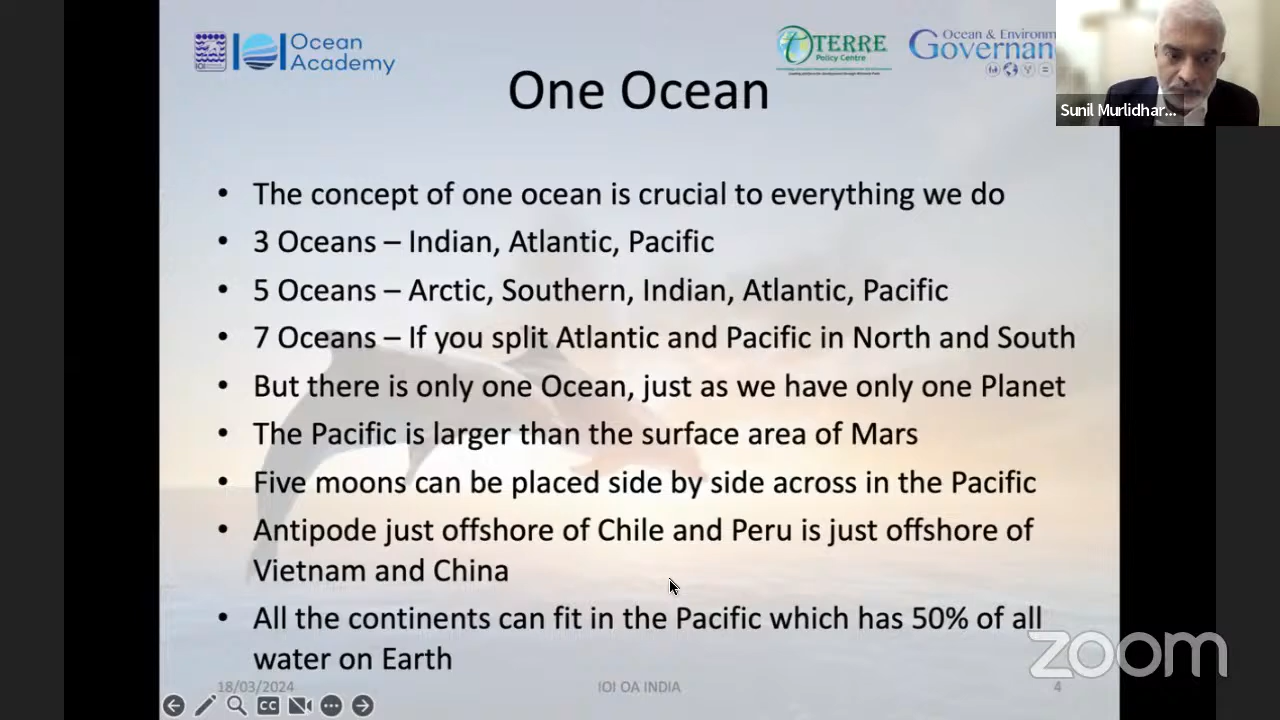 IOI
Ocean
Academy
TERRE
Policy Centre
Ocean & Environm
Governan
Sunil Murlidhar...
One Ocean
• The concept of one ocean is crucial to everything we do
• 3 Oceans – Indian, Atlantic, Pacific
• 5 Oceans – Arctic, Southern, Indian, Atlantic, Pacific
• 7 Oceans – If you split Atlantic and Pacific in North and South
• But there is only one Ocean, just as we have only one Planet
• The Pacific is larger than the surface area of Mars
• Five moons can be placed side by side across in the Pacific
• Antipode just offshore of Chile and Peru is just offshore of
Vietnam and China
• All the continents can fit in the Pacific which has 50% of all
water on Earth
zoom
18/03/2024
IOI OA INDIA
4
CC